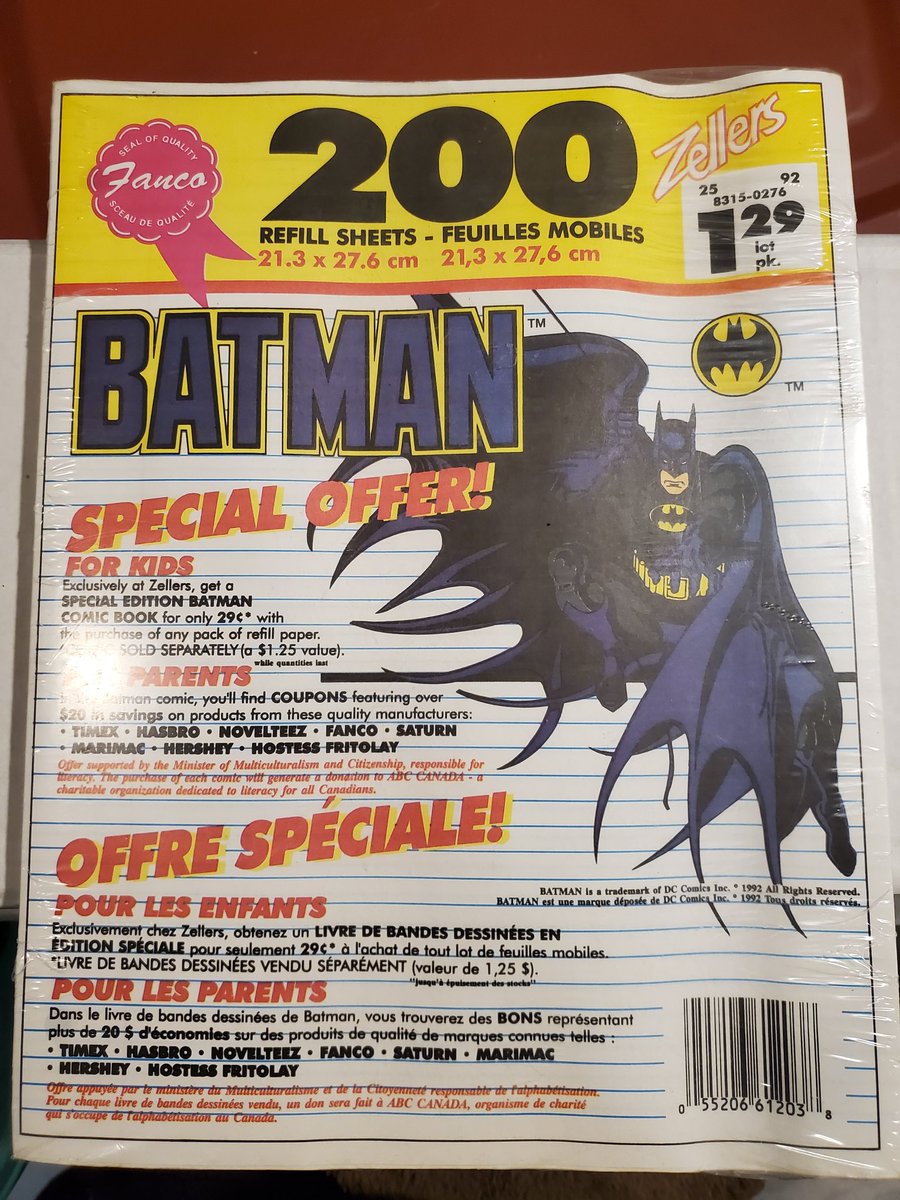 SEAL OF QUALITY
Fanco
SCEAU DE QUALITÉ
200
REFILL SHEETS - FEUILLES MOBILES
21.3 x 27.6 cm 21,3 x 27,6 cm
Zellers
25 92
8315-0276
1 29
ict
pk.
BATMAN™
TM
SPECIAL OFFER!
FOR KIDS
Exclusively at Zellers, get a
SPECIAL EDITION BATMAN
COMIC BOOK for only 29¢* with
the purchase of any pack of refill paper.
SOLD SEPARATELY (a $1.25 value).
while quantities last
PARENTS
Batman comic, you'll find COUPONS featuring over
$20 in savings on products from these quality manufacturers:
• TIMEX • HASBRO • NOVELTEEZ • FANCO • SATURN
• MARIMAC • HERSHEY • HOSTESS FRITOLAY
Offer supported by the Minister of Multiculturalism and Citizenship, responsible for
literacy. The purchase of each comic will generate a donation to ABC CANADA - a
charitable organization dedicated to literacy for all Canadians.
OFFRE SPÉCIALE!
BATMAN is a trademark of DC Comics Inc. © 1992 All Rights Reserved.
BATMAN est une marque déposée de DC Comics Inc. © 1992 Tous droits réservés.
POUR LES ENFANTS
Exclusivement chez Zellers, obtenez un LIVRE DE BANDES DESSINÉES EN
ÉDITION SPÉCIALE pour seulement 29¢* à l'achat de tout lot de feuilles mobiles.
*LIVRE DE BANDES DESSINÉES VENDU SÉPARÉMENT (valeur de 1,25 $).
"jusqu'à épuisement des stocks"
POUR LES PARENTS
Dans le livre de bandes dessinées de Batman, vous trouverez des BONS représentant
plus de 20 $ d'économies sur des produits de qualité de marques connues telles :
• TIMEX • HASBRO • NOVELTEEZ • FANCO • SATURN • MARIMAC
• HERSHEY • HOSTESS FRITOLAY
Offre appuyée par le ministère du Multiculturalisme et de la Citoyenneté responsable de l'alphabétisation.
Pour chaque livre de bandes dessinées vendu, un don sera fait à ABC CANADA, organisme de charité
qui s'occupe de l'alphabétisation au Canada.
0 55206 61203 8